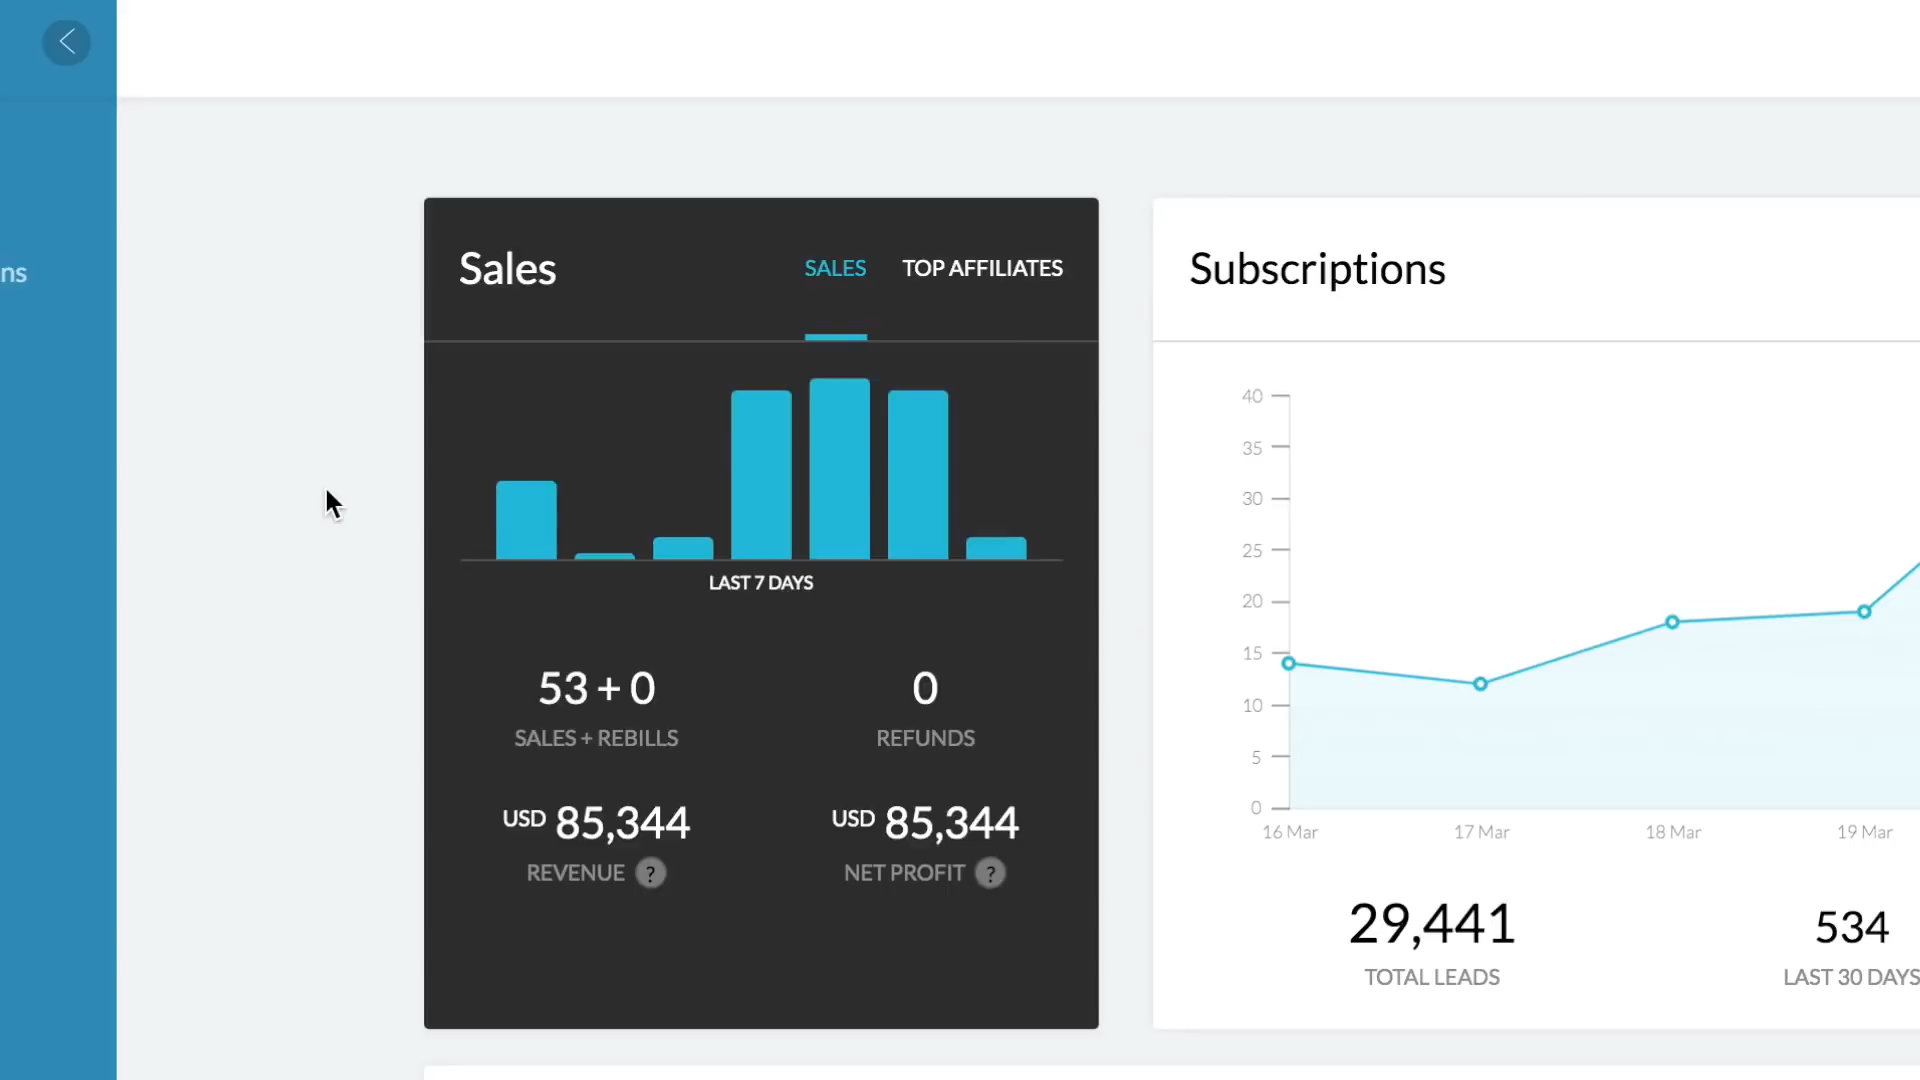 ns
Sales
SALES
TOP AFFILIATES
LAST 7 DAYS
53 + 0
SALES + REBILLS
0
REFUNDS
USD 85,344
REVENUE ?
USD 85,344
NET PROFIT ?
Subscriptions
40
35
30
25
20
15
10
5
0
16 Mar
17 Mar
18 Mar
19 Mar
29,441
TOTAL LEADS
534
LAST 30 DAYS